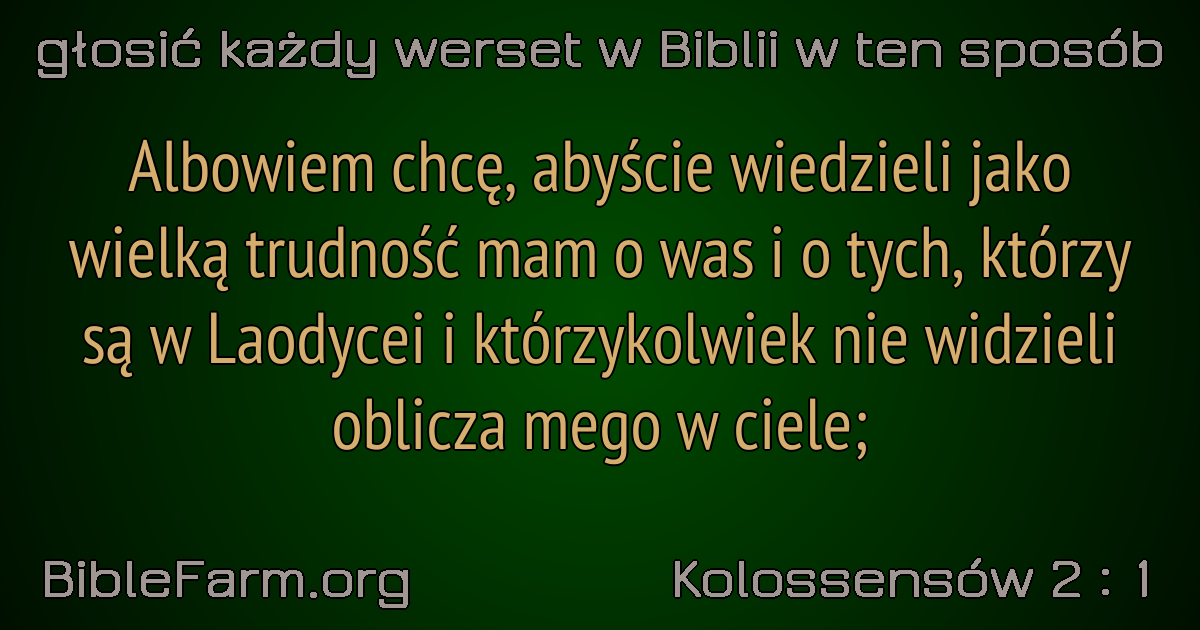 głosić każdy werset w Biblii w ten sposób
Albowiem chcę, abyście wiedzieli jako
wielką trudność mam o was i o tych, którzy
są w Laodycei i którzykolwiek nie widzieli
oblicza mego w ciele;
BibleFarm.org
Kolossensów 2 : 1